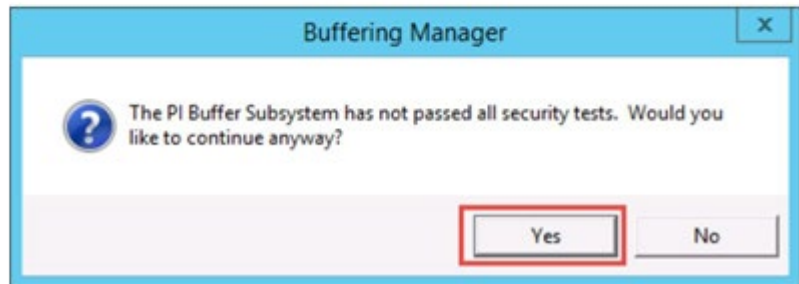 Buffering Manager
x
The PI Buffer Subsystem has not passed all security tests.  Would you
like to continue anyway?
Yes
No